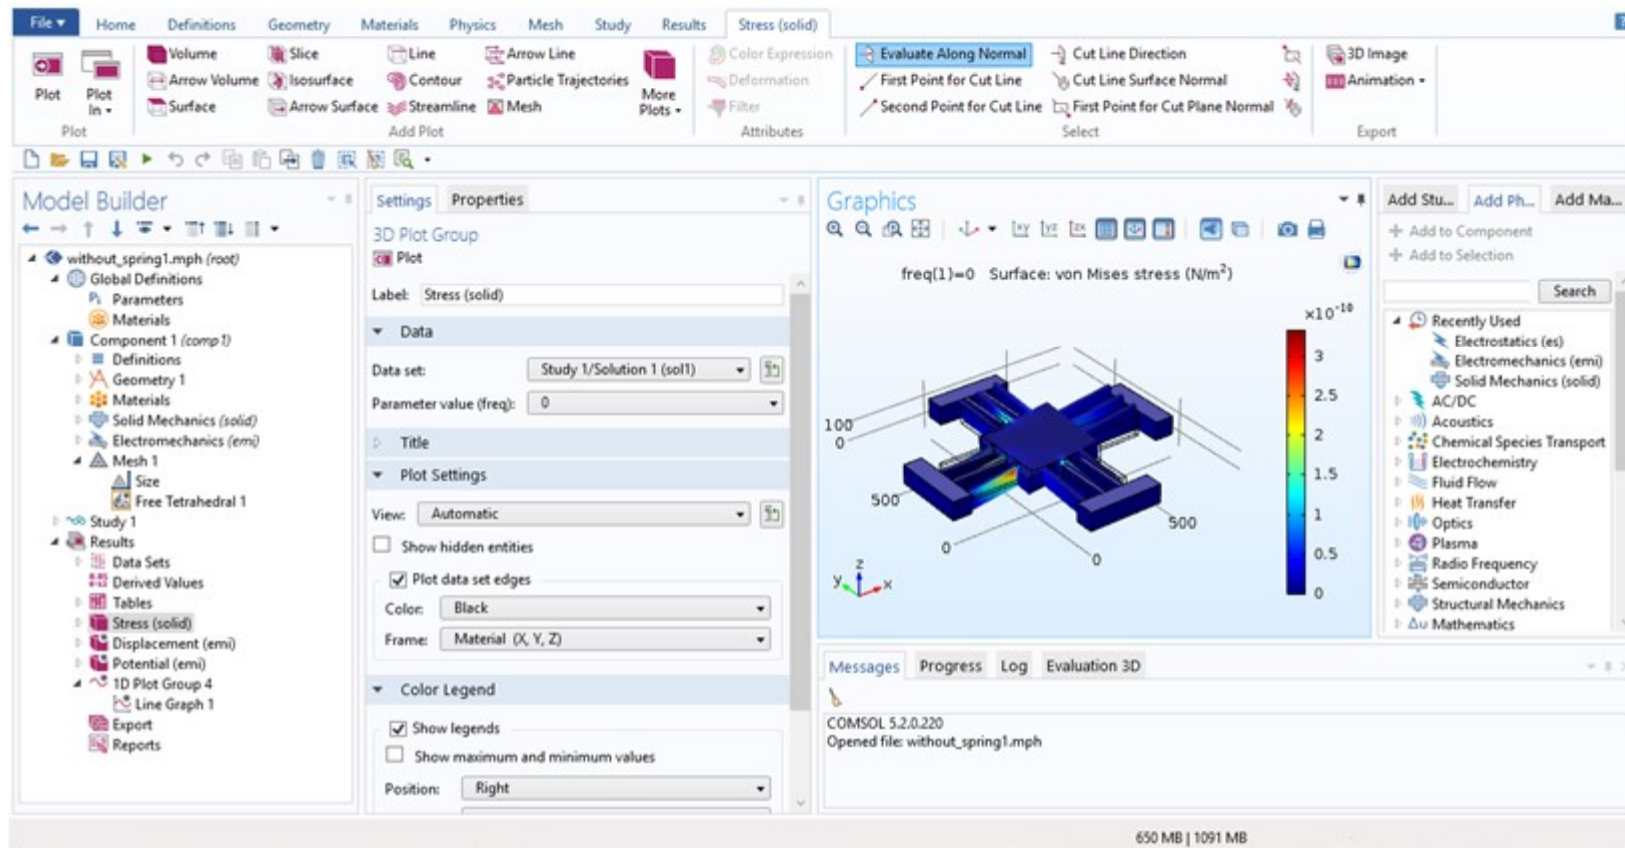 File Home Definitions Geometry Materials Physics Mesh Study Results Stress (solid)
Volume Slice Line Arrow Line Color Expression Evaluate Along Normal Cut Line Direction 3D Image
Plot Plot In Arrow Volume Isosurface Contour Particle Trajectories More Plots Deformation First Point for Cut Line Cut Line Surface Normal Animation
Surface Arrow Surface Streamline Mesh Filter Second Point for Cut Line First Point for Cut Plane Normal
Plot Add Plot Attributes Select Export
Model Builder
without_spring1.mph (root)
Global Definitions
Pi Parameters
Materials
Component 1 (comp1)
Definitions
Geometry 1
Materials
Solid Mechanics (solid)
Electromechanics (emi)
Mesh 1
Size
Free Tetrahedral 1
Study 1
Results
Data Sets
Derived Values
Tables
Stress (solid)
Displacement (emi)
Potential (emi)
1D Plot Group 4
Line Graph 1
Export
Reports
Settings Properties
3D Plot Group
Plot
Label: Stress (solid)
Data
Data set: Study 1/Solution 1 (sol1)
Parameter value (freq): 0
Title
Plot Settings
View: Automatic
Show hidden entities
Plot data set edges
Color: Black
Frame: Material (X, Y, Z)
Color Legend
Show legends
Show maximum and minimum values
Position: Right
Graphics
freq(1)=0 Surface: von Mises stress (N/m²)
×10⁻¹⁰
3
2.5
2
1.5
1
0.5
0
100
0
500
0
500
0
z
y
x
Messages Progress Log Evaluation 3D
COMSOL 5.2.0.220
Opened file: without_spring1.mph
Add Stu... Add Ph... Add Ma...
+ Add to Component
+ Add to Selection
Search
Recently Used
Electrostatics (es)
Electromechanics (emi)
Solid Mechanics (solid)
AC/DC
Acoustics
Chemical Species Transport
Electrochemistry
Fluid Flow
Heat Transfer
Optics
Plasma
Radio Frequency
Semiconductor
Structural Mechanics
Δu Mathematics
650 MB | 1091 MB